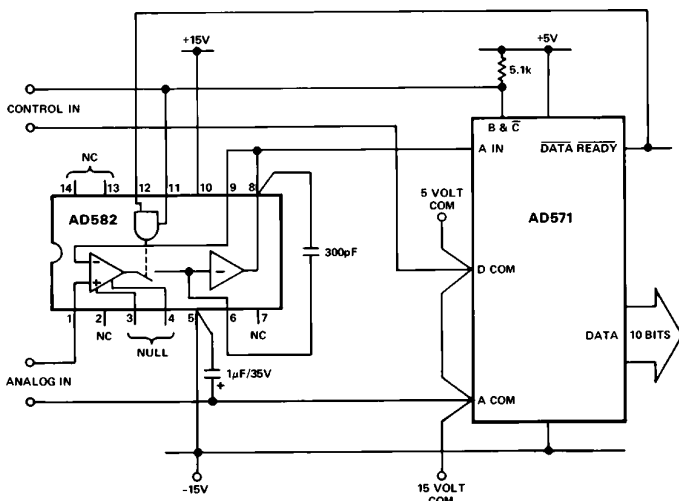 +15V
+5V
5.1k
CONTROL IN
B & C̅
A IN
D̅A̅T̅A̅ R̅E̅A̅D̅Y̅
NC
14 13 12 11 10 9 8
AD582
5 VOLT
COM
AD571
300pF
D COM
1 2 3 4 5 6 7
NC
NULL
NC
DATA
10 BITS
1μF/35V
+
ANALOG IN
A COM
-15V
15 VOLT
COM